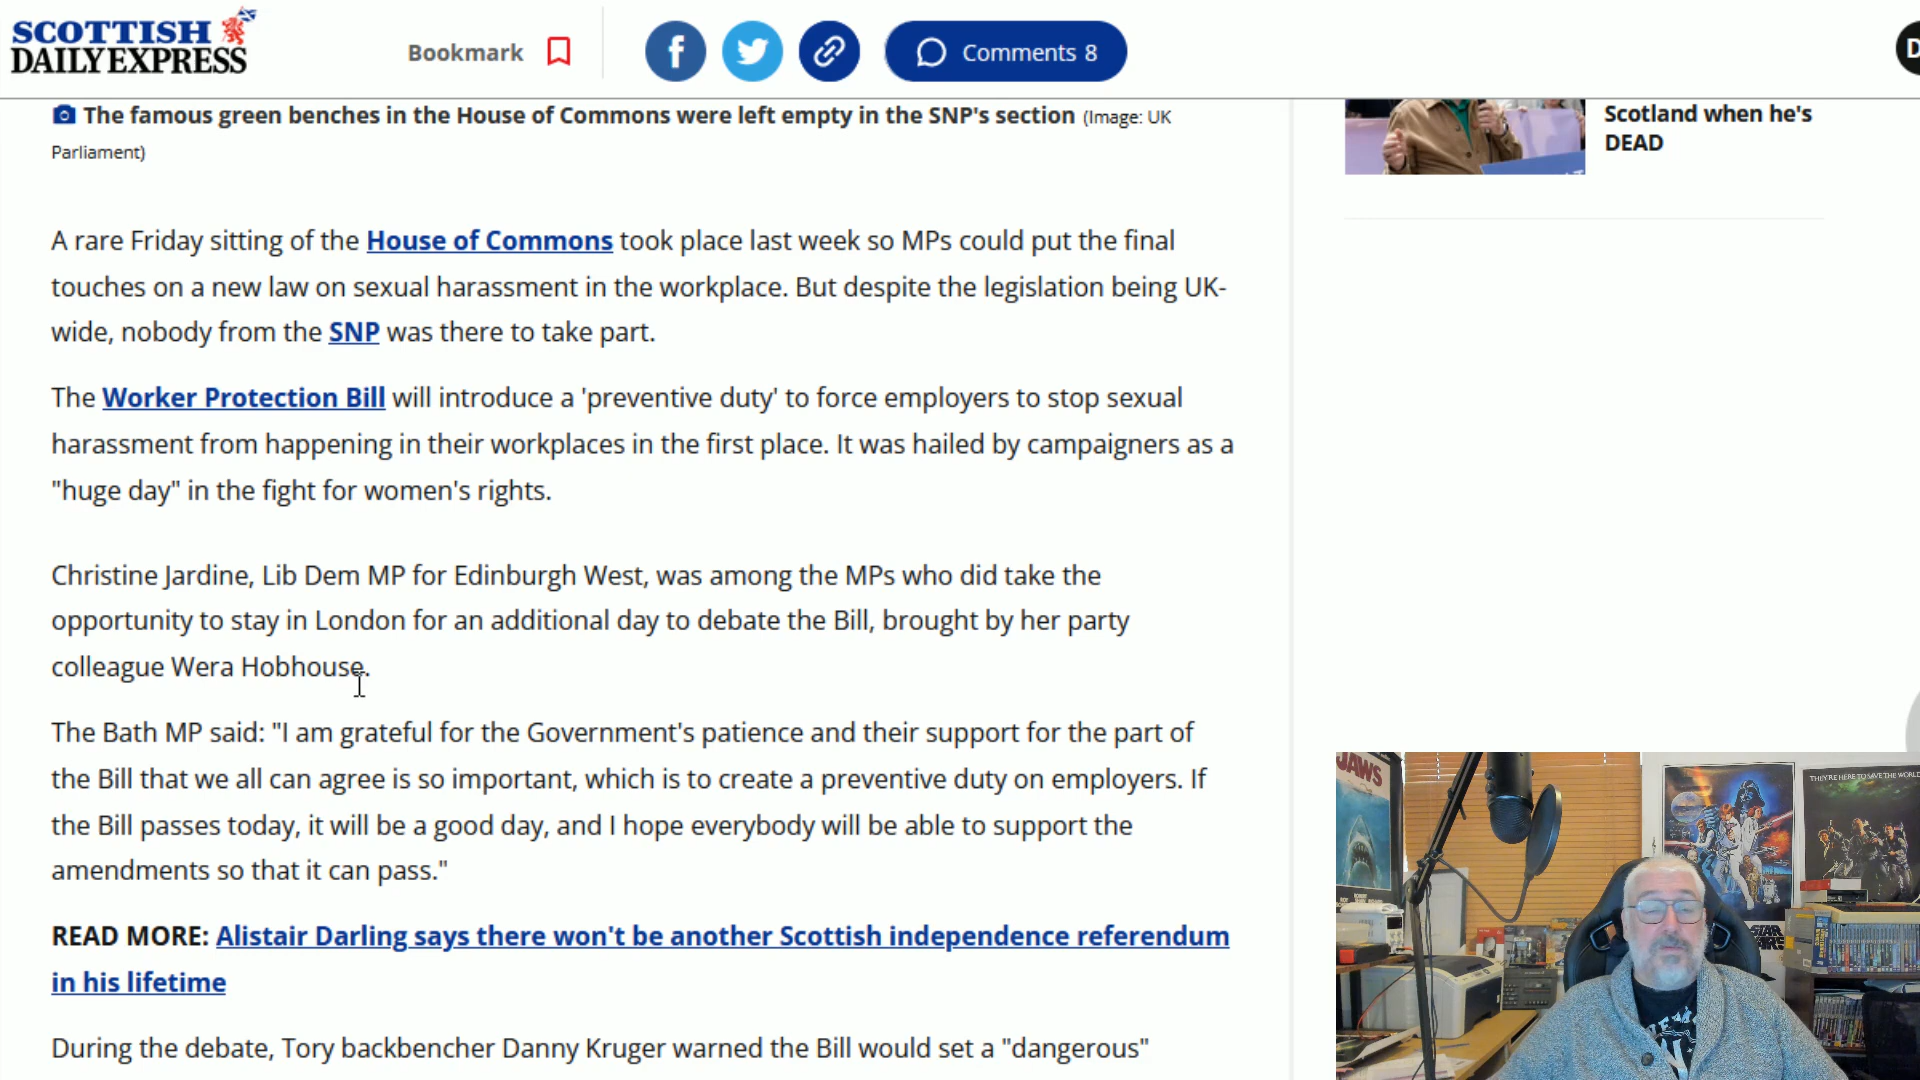 SCOTTISH
DAILY EXPRESS
Bookmark
Comments 8
D
The famous green benches in the House of Commons were left empty in the SNP's section (Image: UK
Parliament)
Scotland when he's
DEAD
A rare Friday sitting of the House of Commons took place last week so MPs could put the final
touches on a new law on sexual harassment in the workplace. But despite the legislation being UK-
wide, nobody from the SNP was there to take part.
The Worker Protection Bill will introduce a 'preventive duty' to force employers to stop sexual
harassment from happening in their workplaces in the first place. It was hailed by campaigners as a
"huge day" in the fight for women's rights.
Christine Jardine, Lib Dem MP for Edinburgh West, was among the MPs who did take the
opportunity to stay in London for an additional day to debate the Bill, brought by her party
colleague Wera Hobhouse.
The Bath MP said: "I am grateful for the Government's patience and their support for the part of
the Bill that we all can agree is so important, which is to create a preventive duty on employers. If
the Bill passes today, it will be a good day, and I hope everybody will be able to support the
amendments so that it can pass."
READ MORE: Alistair Darling says there won't be another Scottish independence referendum
in his lifetime
During the debate, Tory backbencher Danny Kruger warned the Bill would set a "dangerous"
JAWS
THEY'RE HERE TO SAVE THE WORLD
STAR
WARS